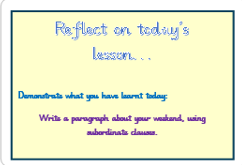 Reflect on today's
lesson...
Demonstrate what you have learnt today:
Write a paragraph about your weekend, using
subordinate clauses.